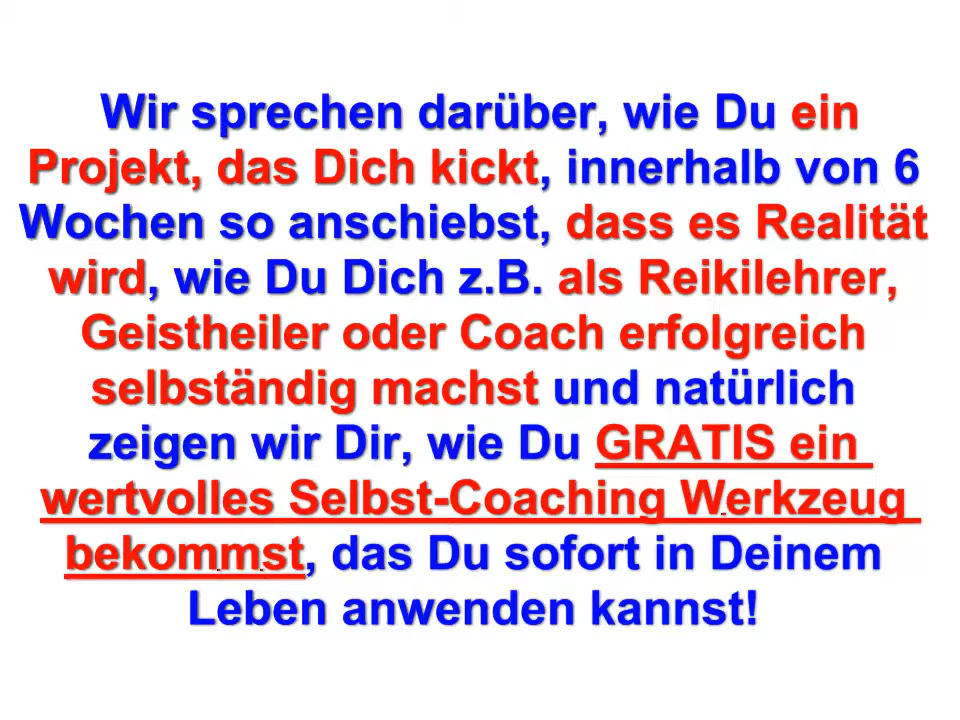 Wir sprechen darüber, wie Du ein
Projekt, das Dich kickt, innerhalb von 6
Wochen so anschiebst, dass es Realität
wird, wie Du Dich z.B. als Reikilehrer,
Geistheiler oder Coach erfolgreich
selbständig machst und natürlich
zeigen wir Dir, wie Du GRATIS ein
wertvolles Selbst-Coaching Werkzeug
bekommst, das Du sofort in Deinem
Leben anwenden kannst!